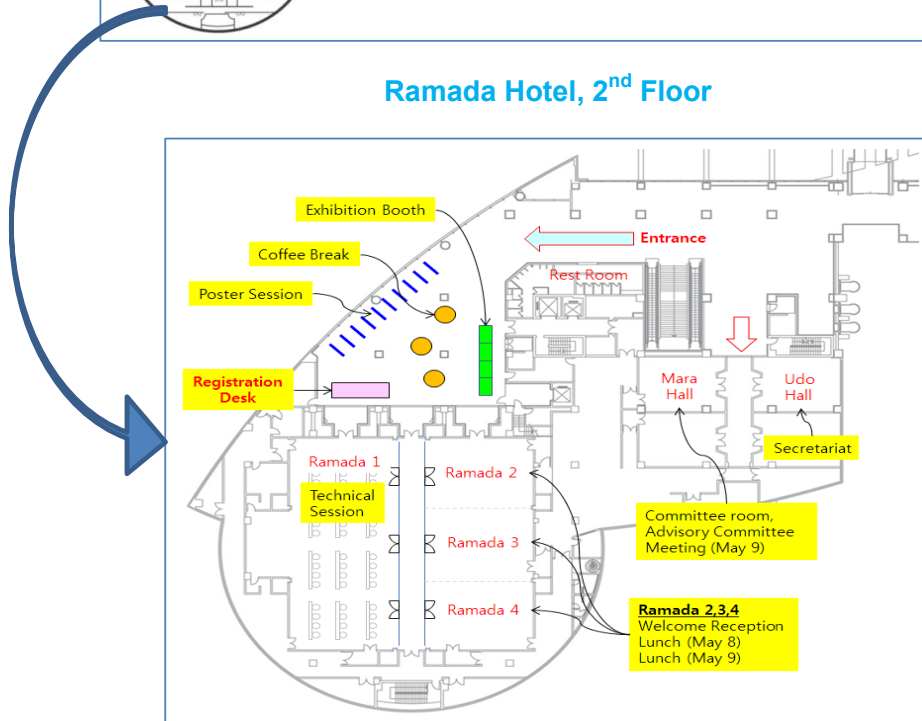 Ramada Hotel, 2nd Floor
Exhibition Booth
Entrance
Coffee Break
Rest Room
Poster Session
Registration
Desk
Mara
Hall
Udo
Hall
Secretariat
Ramada 1
Technical
Session
Ramada 2
Ramada 3
Ramada 4
Committee room,
Advisory Committee
Meeting (May 9)
Ramada 2,3,4
Welcome Reception
Lunch (May 8)
Lunch (May 9)